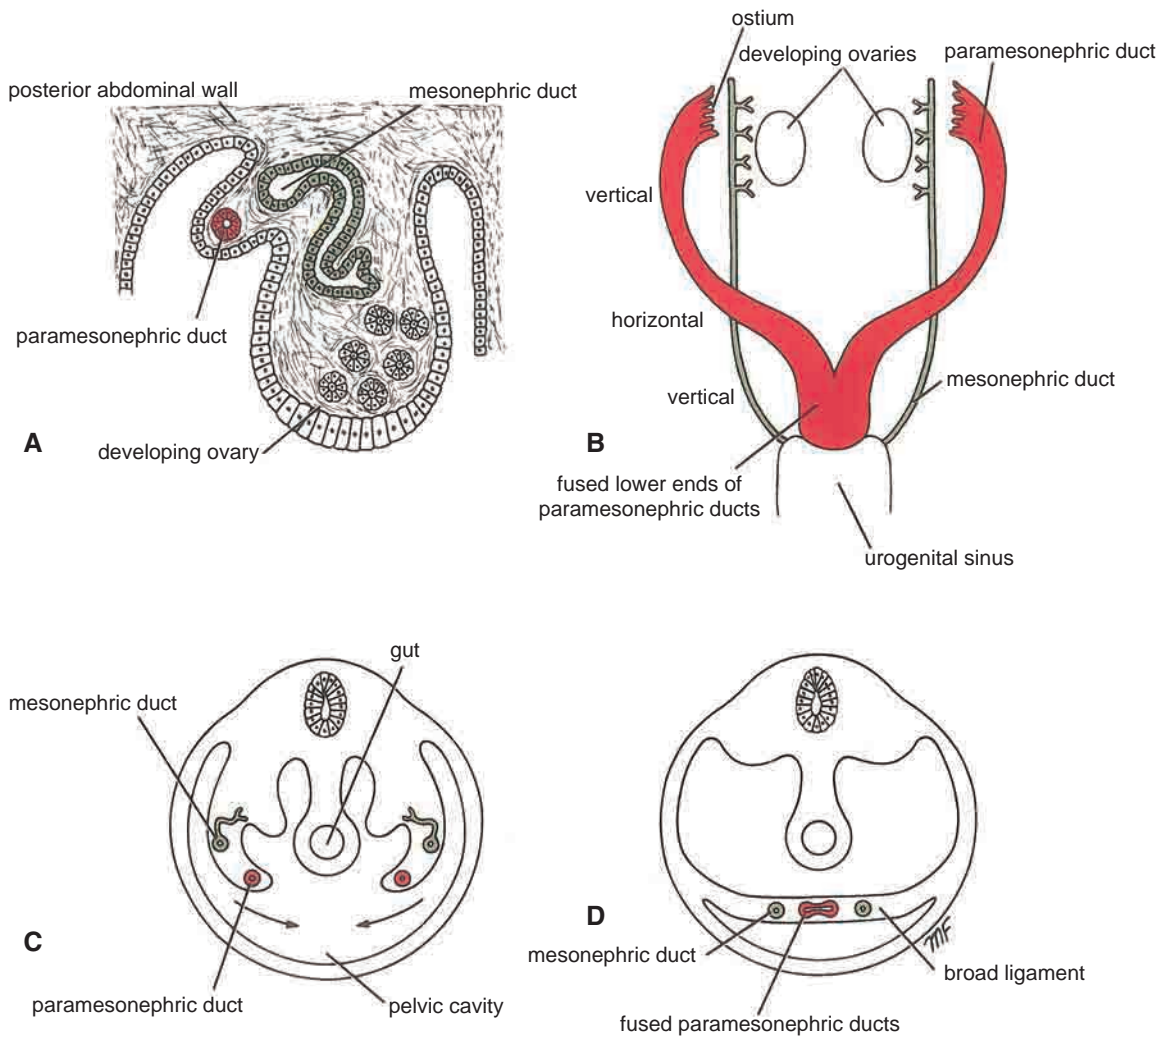 posterior abdominal wall
mesonephric duct
paramesonephric duct
developing ovary
A
ostium
developing ovaries
paramesonephric duct
vertical
horizontal
vertical
mesonephric duct
B
fused lower ends of
paramesonephric ducts
urogenital sinus
gut
mesonephric duct
C
paramesonephric duct
pelvic cavity
D
MF
mesonephric duct
broad ligament
fused paramesonephric ducts